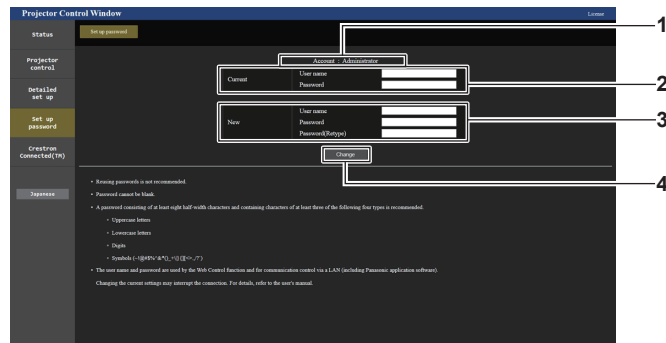 Projector Control Window
License
1
Status
Set up password
Projector
control
Account : Administrator
Current
User name
Password
2
Detailed
set up
New
User name
Password
Password(Retype)
3
Set up
password
Change
4
Crestron
Connected(TM)
Japanese
• Reusing passwords is not recommended.
• Password cannot be blank.
• A password consisting of at least eight half-width characters and containing characters of at least three of the following four types is recommended.
• Uppercase letters
• Lowercase letters
• Digits
• Symbols
• The user name and password are used by the Web Control function and for communication control via a LAN (including Panasonic application software).
Changing the current settings may interrupt the connection. For details, refer to the user's manual.